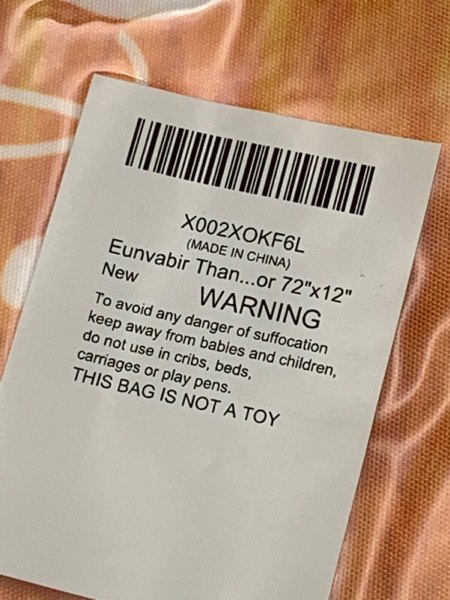 X002XOKF6L
(MADE IN CHINA)
Eunvabir Than...or 72"x12"
New
WARNING
To avoid any danger of suffocation
keep away from babies and children,
do not use in cribs, beds,
carriages or play pens.
THIS BAG IS NOT A TOY